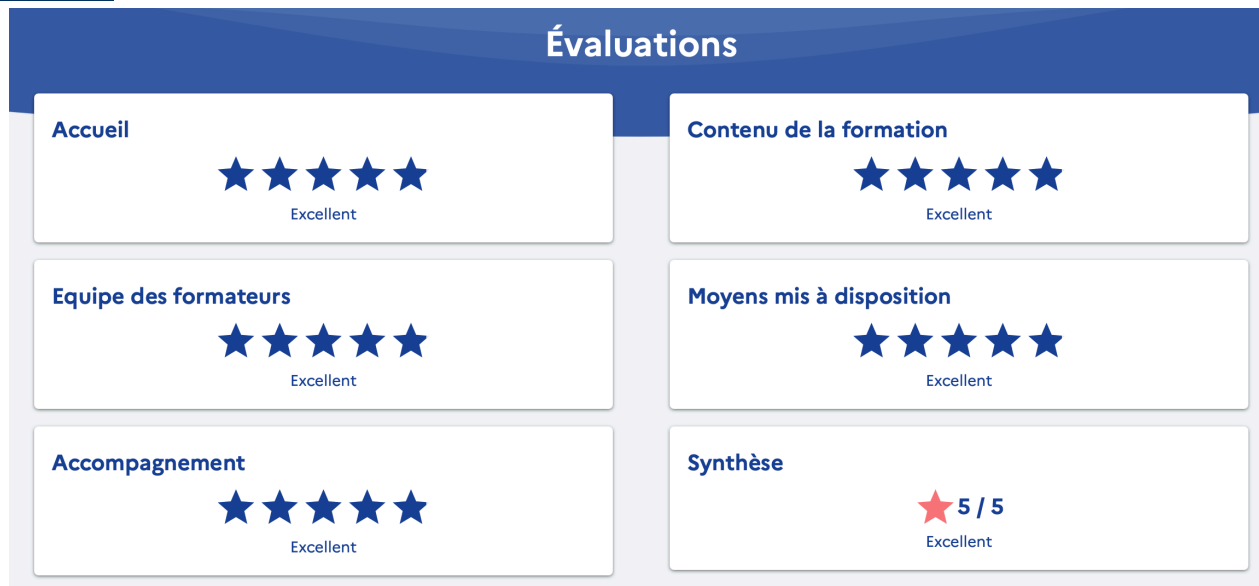 Évaluations
Accueil
Excellent
Contenu de la formation
Excellent
Equipe des formateurs
Excellent
Moyens mis à disposition
Excellent
Accompagnement
Excellent
Synthèse
5 / 5
Excellent